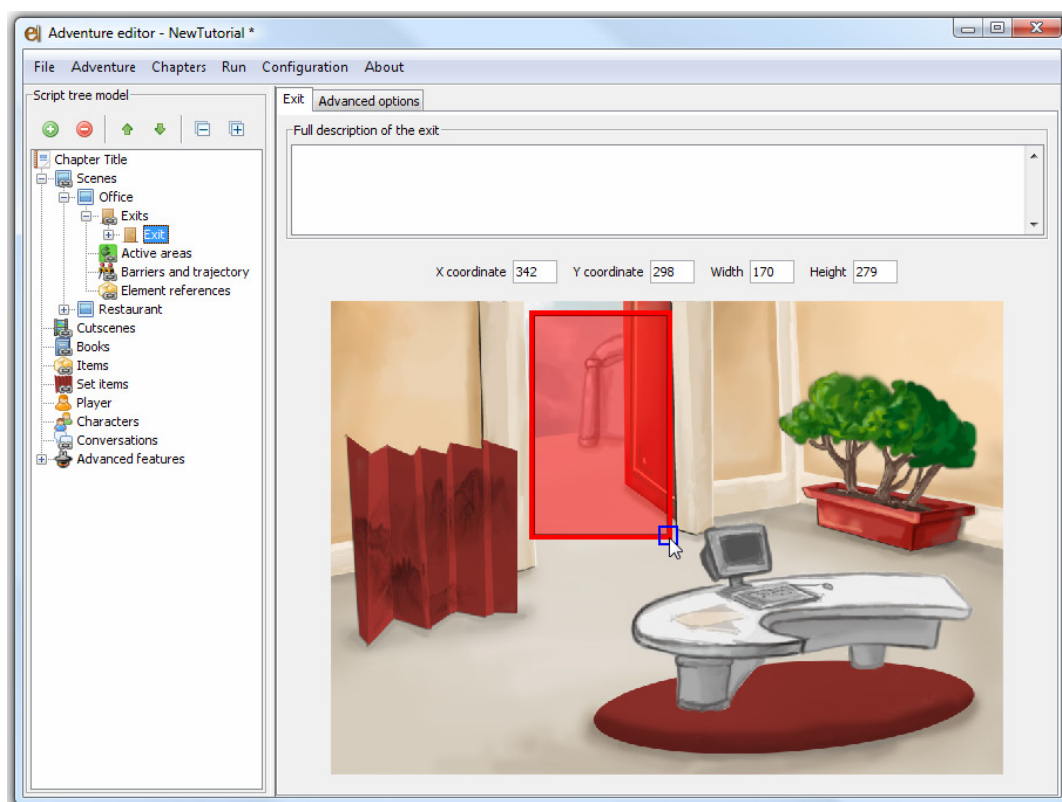 Adventure editor - NewTutorial *
File Adventure Chapters Run Configuration About
Script tree model
Chapter Title
Scenes
Office
Exits
Exit
Active areas
Barriers and trajectory
Element references
Restaurant
Cutscenes
Books
Items
Set items
Player
Characters
Conversations
Advanced features
Exit Advanced options
Full description of the exit
X coordinate 342 Y coordinate 298 Width 170 Height 279